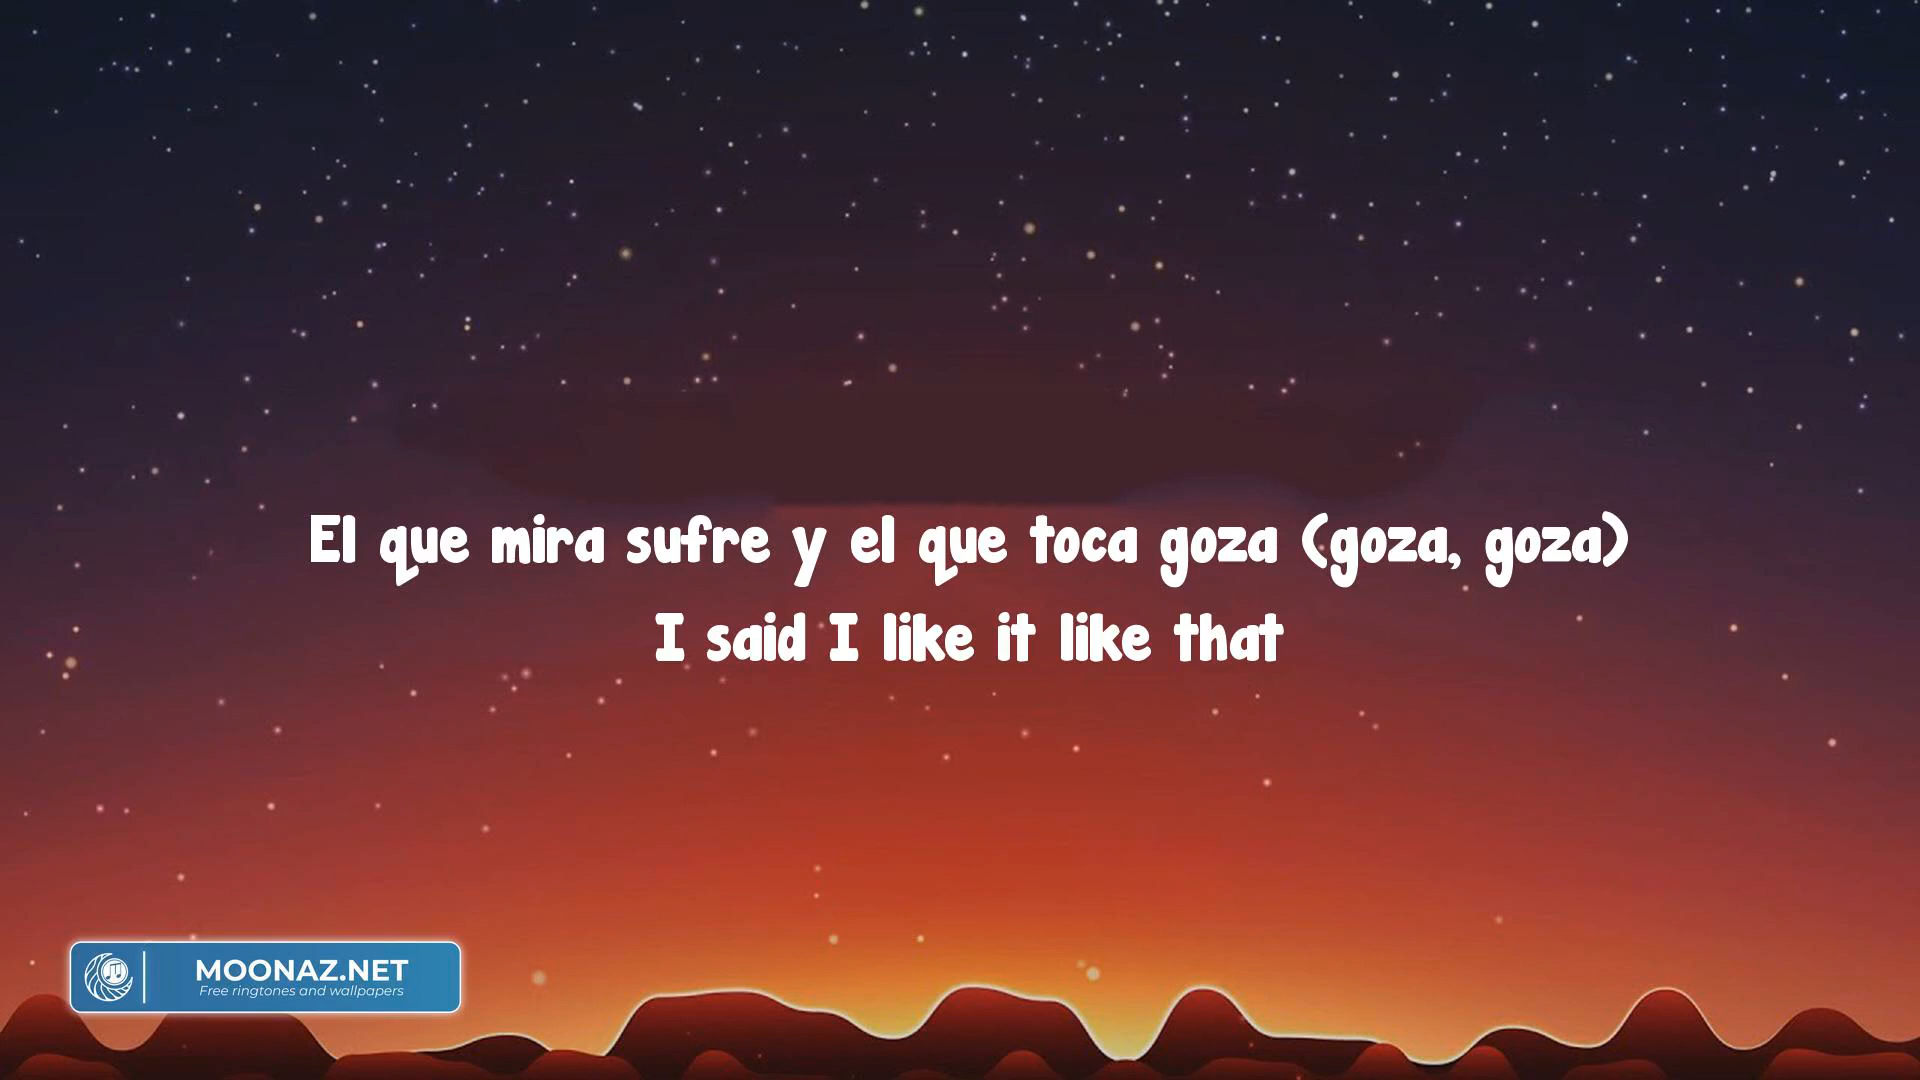 El que mira sufre y el que toca goza (goza, goza)
I said I like it like that
MOONAZ.NET
Free ringtones and wallpapers